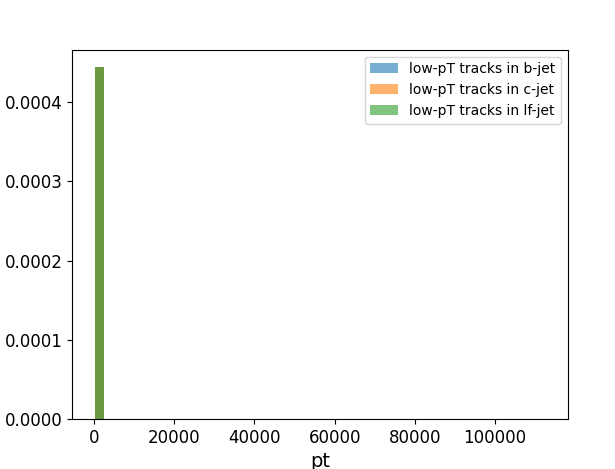 low-pT tracks in b-jet
low-pT tracks in c-jet
low-pT tracks in lf-jet
0.0004
0.0003
0.0002
0.0001
0.0000
0 20000 40000 60000 80000 100000
pt